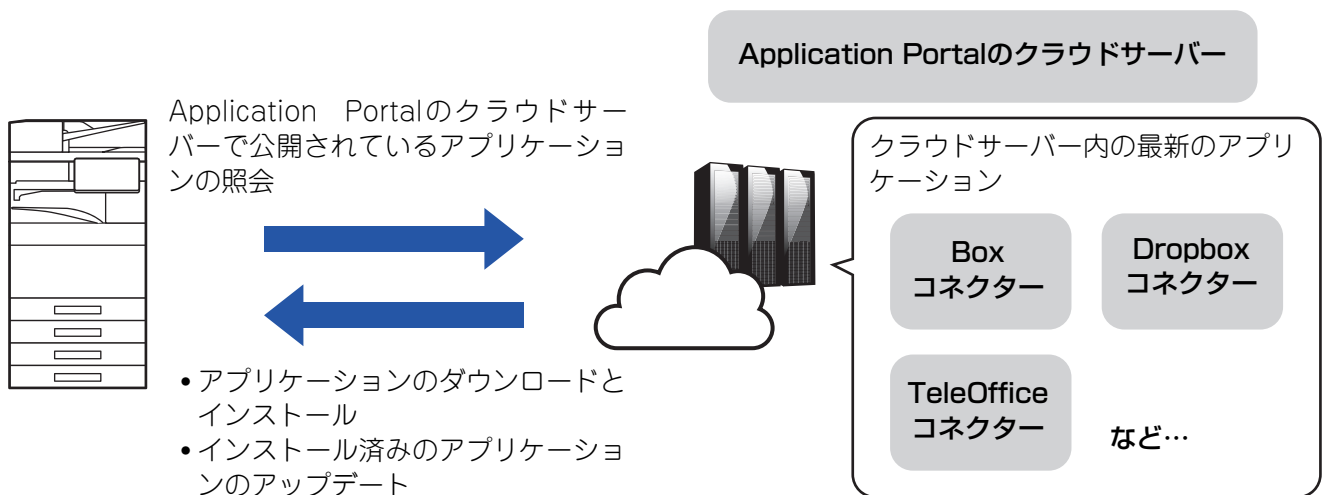 Application Portalのクラウドサーバー
Application Portalのクラウドサー
バーで公開されているアプリケーショ
ンの照会
• アプリケーションのダウンロードと
インストール
• インストール済みのアプリケーショ
ンのアップデート
クラウドサーバー内の最新のアプリ
ケーション
Box
コネクター
Dropbox
コネクター
TeleOffice
コネクター
など…